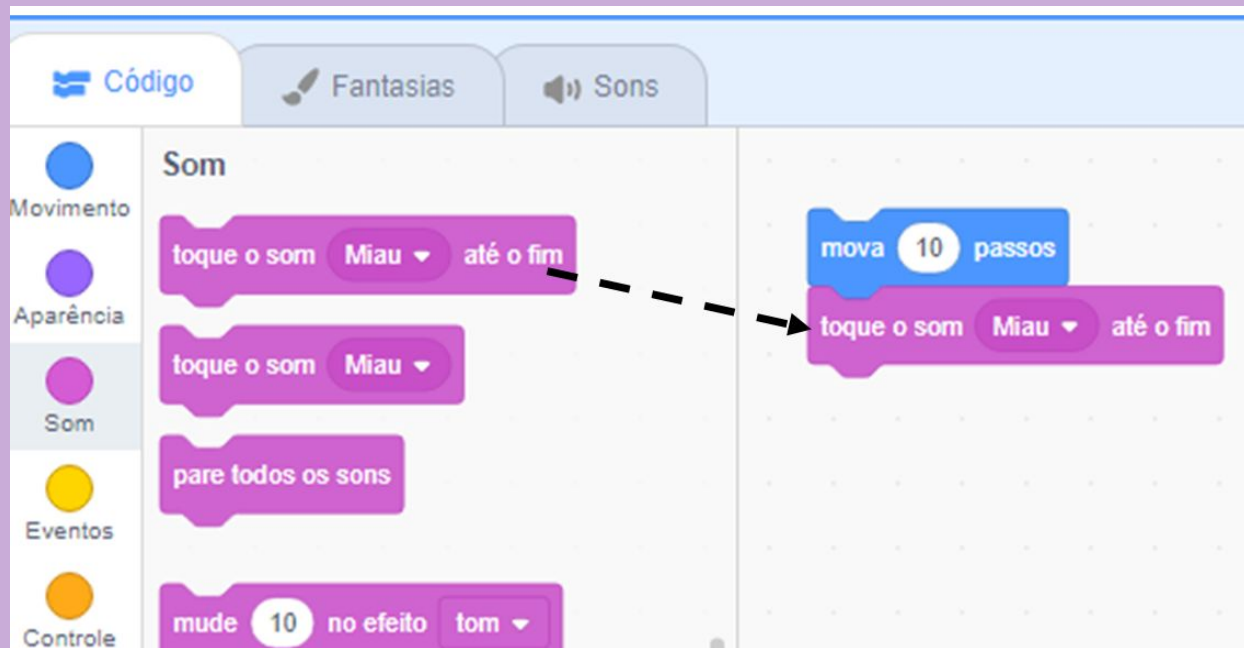 Código
Fantasias
Sons
Movimento
Aparência
Som
Eventos
Controle
Som
toque o som Miau até o fim
toque o som Miau
pare todos os sons
mude 10 no efeito tom
mova 10 passos
toque o som Miau até o fim